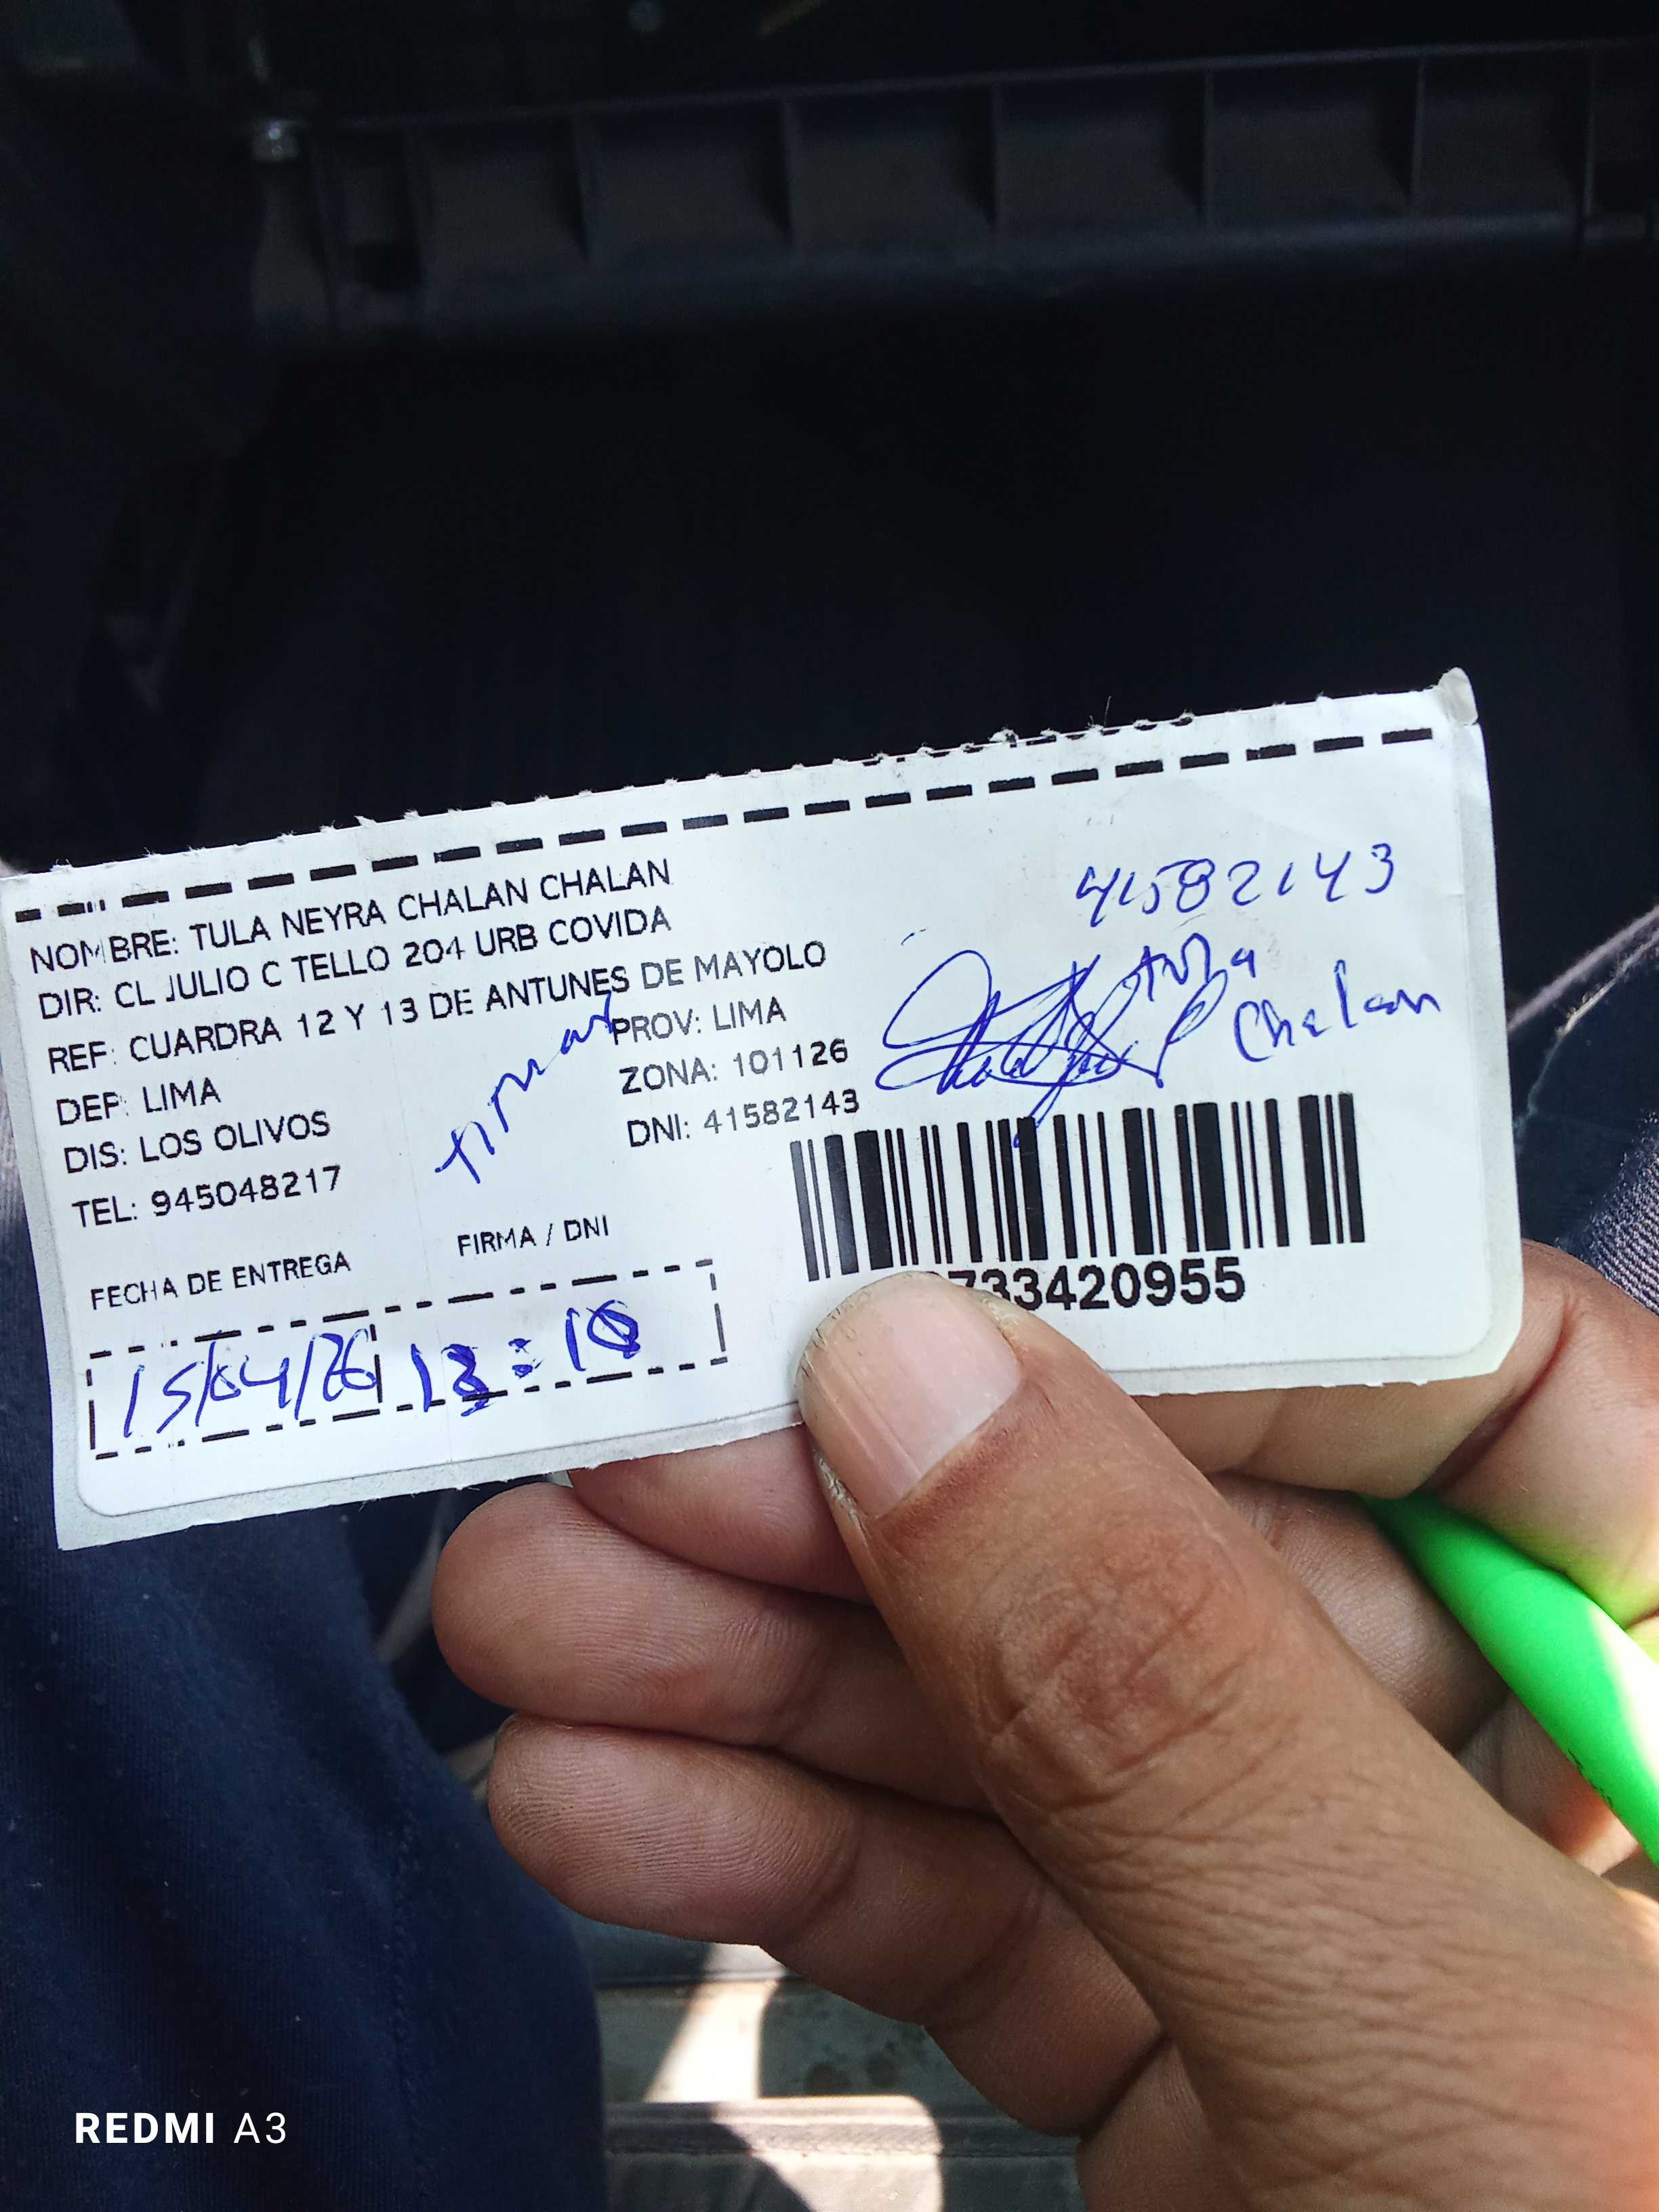 NOMBRE: TULA NEYRA CHALAN CHALAN
DIR: CL JULIO C TELLO 204 URB COVIDA
REF: CUARDRA 12 Y 13 DE ANTUNES DE MAYOLO
DEP: LIMA
PROV: LIMA
DIS: LOS OLIVOS
ZONA: 101126
TEL: 945048217
DNI: 41582143
41582143
Tula
Chalan
FECHA DE ENTREGA
FIRMA / DNI
15/04/26
733420955
REDMI A3